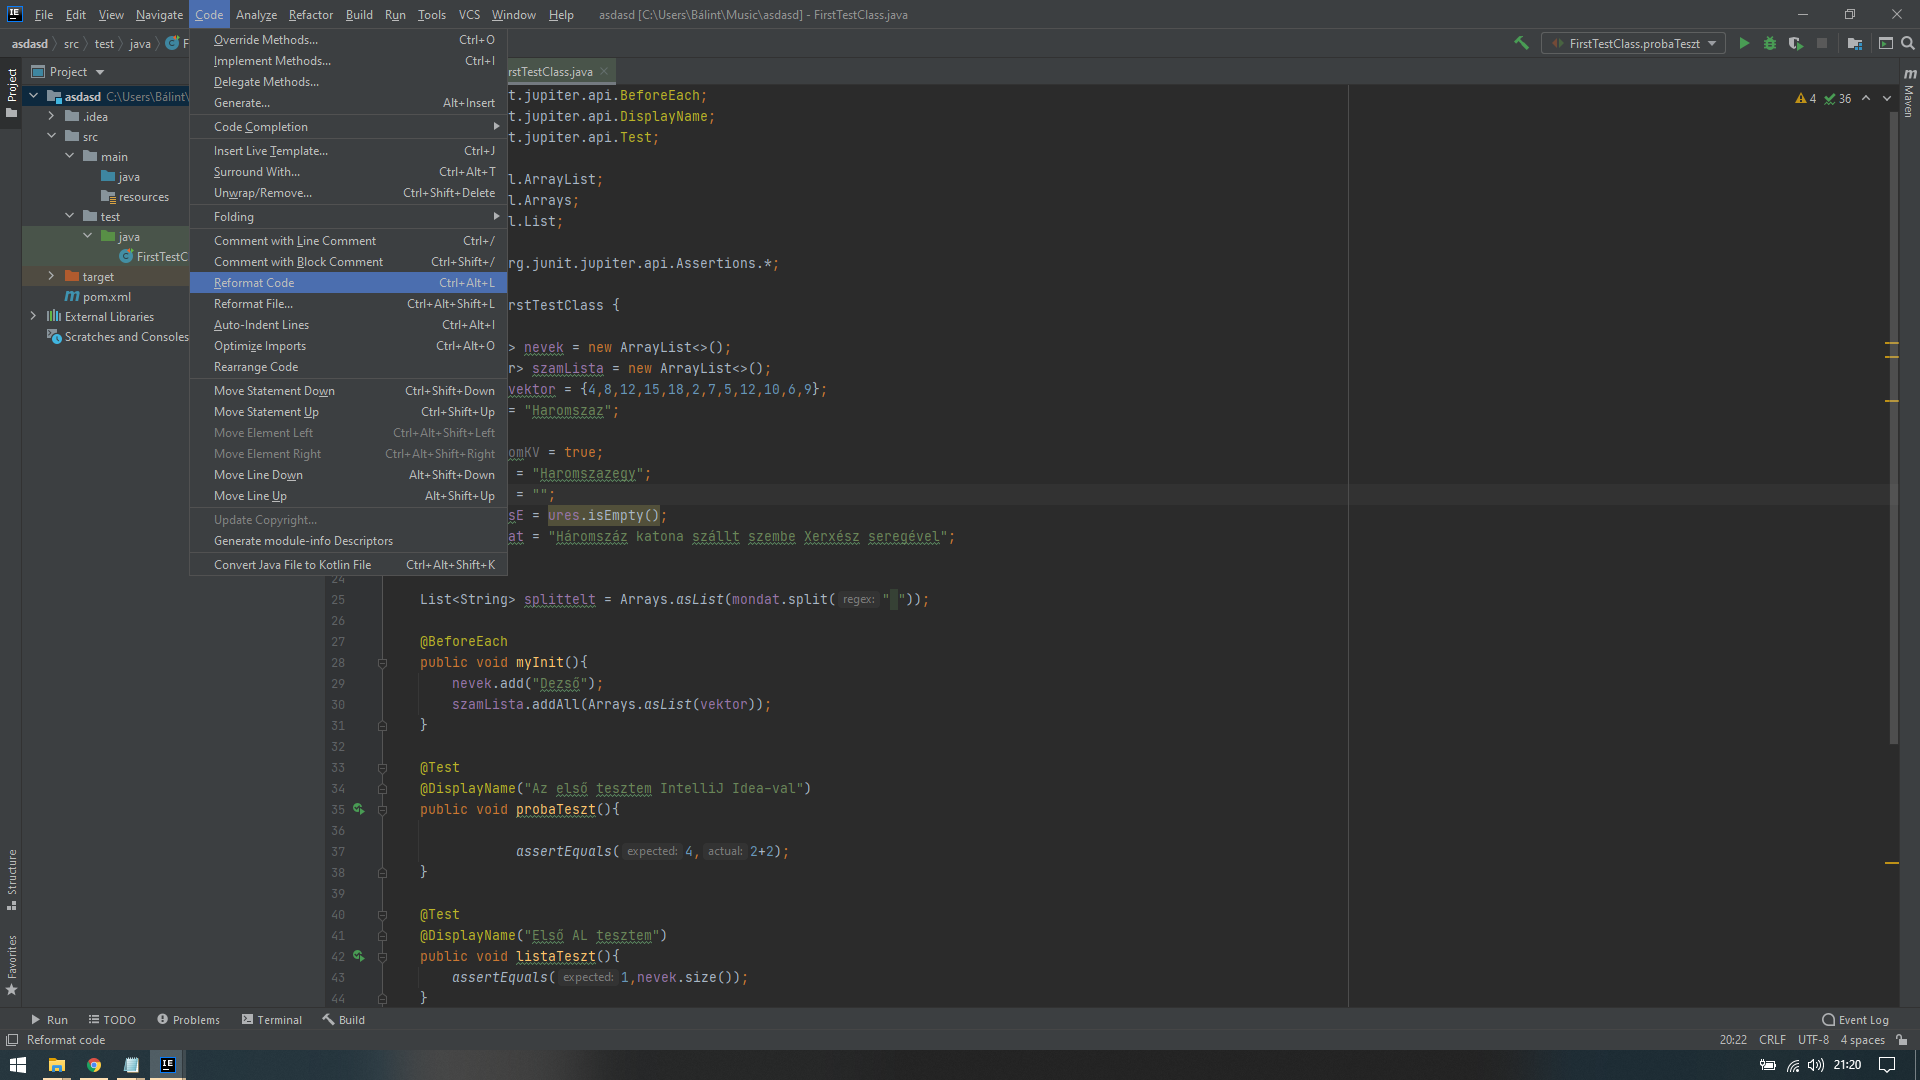 File Edit View Navigate Code Analyze Refactor Build Run Tools VCS Window Help asdasd [C:\Users\Bálint\Music\asdasd] - FirstTestClass.java
asdasd src test java F
FirstTestClass.probaTeszt
Project
rstTestClass.java
Override Methods... Ctrl+O
Implement Methods... Ctrl+I
Delegate Methods...
Generate... Alt+Insert
Code Completion
Insert Live Template... Ctrl+J
Surround With... Ctrl+Alt+T
Unwrap/Remove... Ctrl+Shift+Delete
Folding
Comment with Line Comment Ctrl+/
Comment with Block Comment Ctrl+Shift+/
Reformat Code Ctrl+Alt+L
Reformat File... Ctrl+Alt+Shift+L
Auto-Indent Lines Ctrl+Alt+I
Optimize Imports Ctrl+Alt+O
Rearrange Code
Move Statement Down Ctrl+Shift+Down
Move Statement Up Ctrl+Shift+Up
Move Element Left Ctrl+Alt+Shift+Left
Move Element Right Ctrl+Alt+Shift+Right
Move Line Down Alt+Shift+Down
Move Line Up Alt+Shift+Up
Update Copyright...
Generate module-info Descriptors
Convert Java File to Kotlin File Ctrl+Alt+Shift+K
Project
asdasd C:\Users\Bálint\
.idea
src
main
java
resources
test
java
FirstTestC
target
m pom.xml
External Libraries
Scratches and Consoles
Structure
Favorites
t.jupiter.api.BeforeEach;
t.jupiter.api.DisplayName;
t.jupiter.api.Test;
l.ArrayList;
l.Arrays;
l.List;
rg.junit.jupiter.api.Assertions.*;
rstTestClass {
> nevek = new ArrayList<>();
r> szamLista = new ArrayList<>();
vektor = {4,8,12,15,18,2,7,5,12,10,6,9};
= "Haromszaz";
omKV = true;
= "Haromszazegy";
= "";
sE = ures.isEmpty();
at = "Háromszáz katona szállt szembe Xerxész seregével";
24
25 List<String> splittelt = Arrays.asList(mondat.split( regex: " "));
26
27 @BeforeEach
28 public void myInit(){
29 nevek.add("Dezső");
30 szamLista.addAll(Arrays.asList(vektor));
31 }
32
33 @Test
34 @DisplayName("Az első tesztem IntelliJ Idea-val")
35 public void probaTeszt(){
36
37 assertEquals( expected: 4, actual: 2+2);
38 }
39
40 @Test
41 @DisplayName("Első AL tesztem")
42 public void listaTeszt(){
43 assertEquals( expected: 1,nevek.size());
44 }
4 36
m Maven
Run TODO Problems Terminal Build Event Log
Reformat code 20:22 CRLF UTF-8 4 spaces
IE 21:20